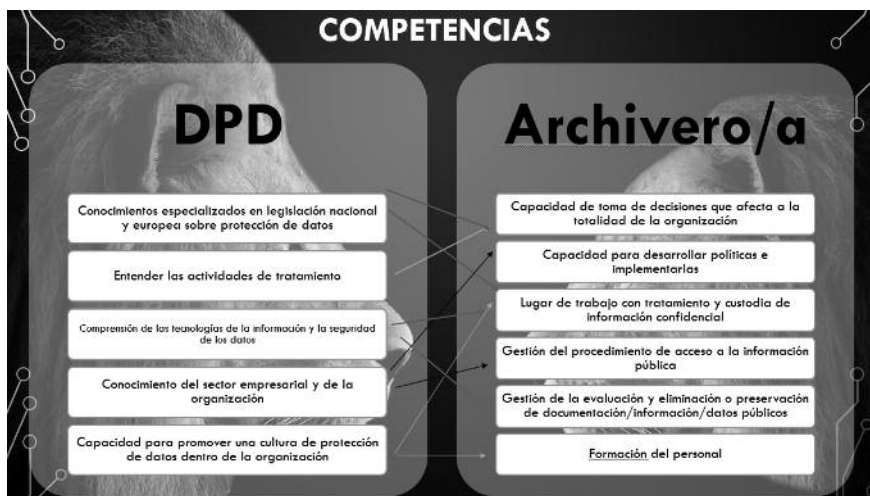 COMPETENCIAS
DPD
Conocimientos especializados en legislación nacional
y europea sobre protección de datos
Entender las actividades de tratamiento
Comprensión de las tecnologías de la información y la seguridad
de los datos
Conocimiento del sector empresarial y de la
organización
Capacidad para promover una cultura de protección
de datos dentro de la organización
Archivero/a
Capacidad de toma de decisiones que afecta a la
totalidad de la organización
Capacidad para desarrollar políticas e
implementarlas
Lugar de trabajo con tratamiento y custodia de
información confidencial
Gestión del procedimiento de acceso a la información
pública
Gestión de la evaluación y eliminación o preservación
de documentación/información/datos públicos
Formación del personal